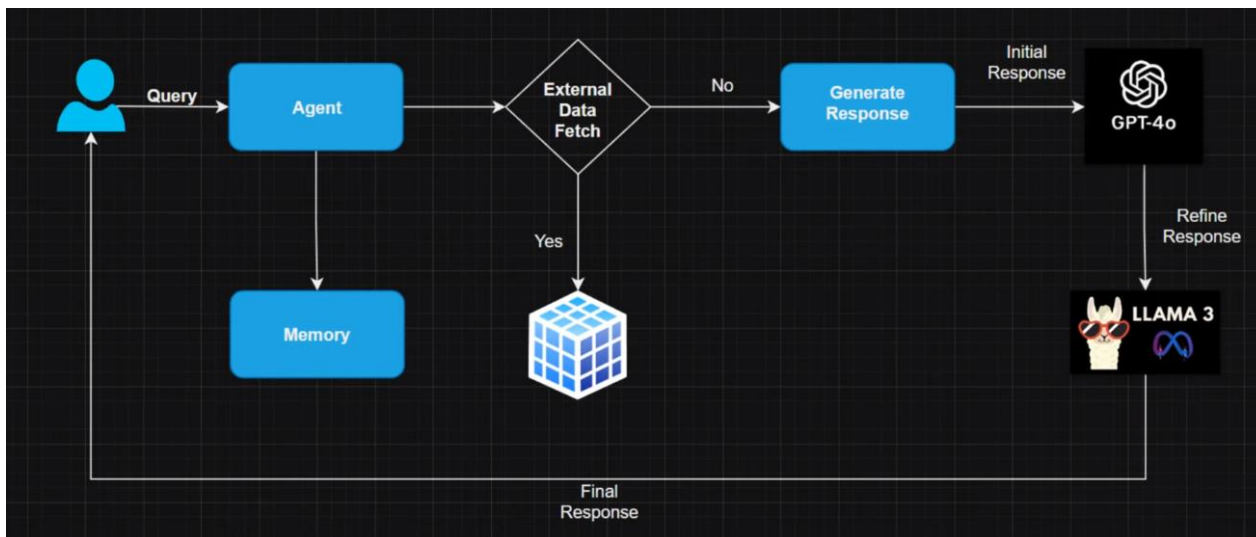 Query
Agent
External
Data
Fetch
No
Generate
Response
Initial
Response
GPT-4o
Yes
Refine
Response
Memory
LLAMA 3
Final
Response